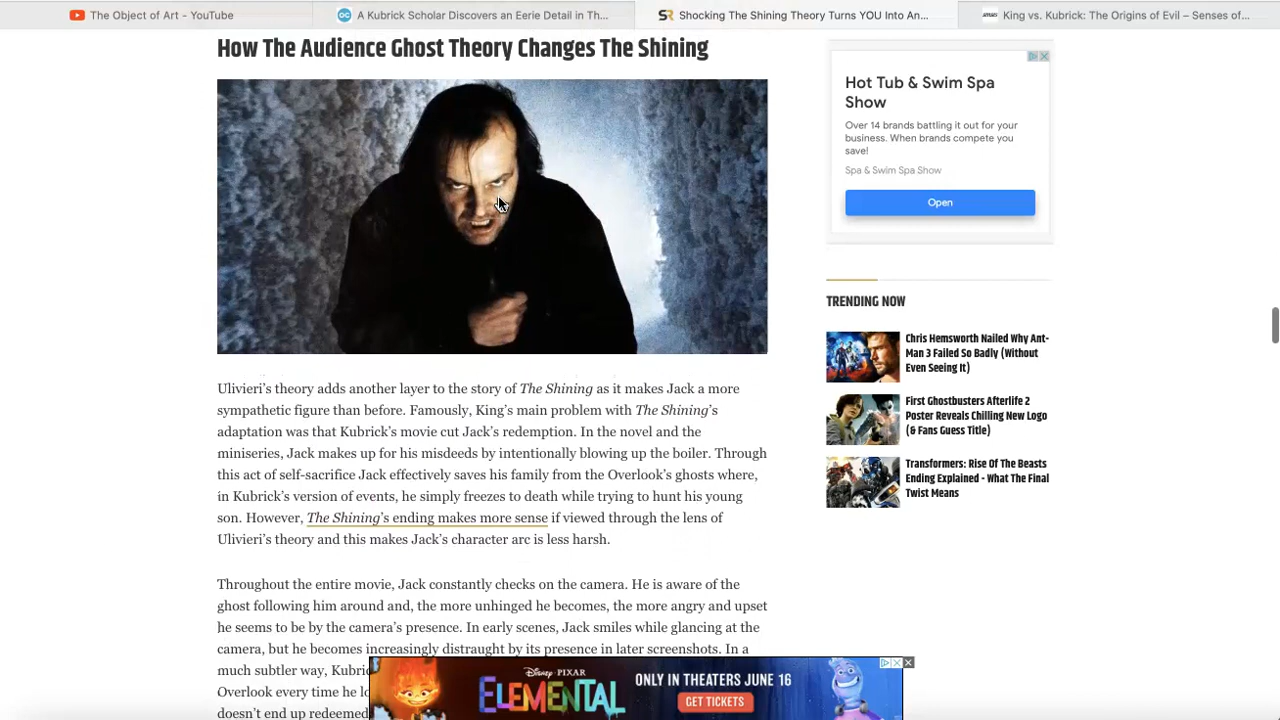 The Object of Art - YouTube
A Kubrick Scholar Discovers an Eerie Detail in Th...
Shocking The Shining Theory Turns YOU Into An...
King vs. Kubrick: The Origins of Evil – Senses of...
How The Audience Ghost Theory Changes The Shining
Ulivieri's theory adds another layer to the story of The Shining as it makes Jack a more
sympathetic figure than before. Famously, King's main problem with The Shining's
adaptation was that Kubrick's movie cut Jack's redemption. In the novel and the
miniseries, Jack makes up for his misdeeds by intentionally blowing up the boiler. Through
this act of self-sacrifice Jack effectively saves his family from the Overlook's ghosts where,
in Kubrick's version of events, he simply freezes to death while trying to hunt his young
son. However, The Shining's ending makes more sense if viewed through the lens of
Ulivieri's theory and this makes Jack's character arc is less harsh.
Throughout the entire movie, Jack constantly checks on the camera. He is aware of the
ghost following him around and, the more unhinged he becomes, the more angry and upset
he seems to be by the camera's presence. In early scenes, Jack smiles while glancing at the
camera, but he becomes increasingly distraught by its presence in later screenshots. In a
much subtler way, Kubric
Overlook every time he lo
doesn't end up redeemed
Hot Tub & Swim Spa
Show
Over 14 brands battling it out for your
business. When brands compete you
save!
Spa & Swim Spa Show
Open
TRENDING NOW
Chris Hemsworth Nailed Why Ant-
Man 3 Failed So Badly (Without
Even Seeing It)
First Ghostbusters Afterlife 2
Poster Reveals Chilling New Logo
(& Fans Guess Title)
Transformers: Rise Of The Beasts
Ending Explained - What The Final
Twist Means
Disney · PIXAR
ELEMENTAL
ONLY IN THEATERS JUNE 16
GET TICKETS